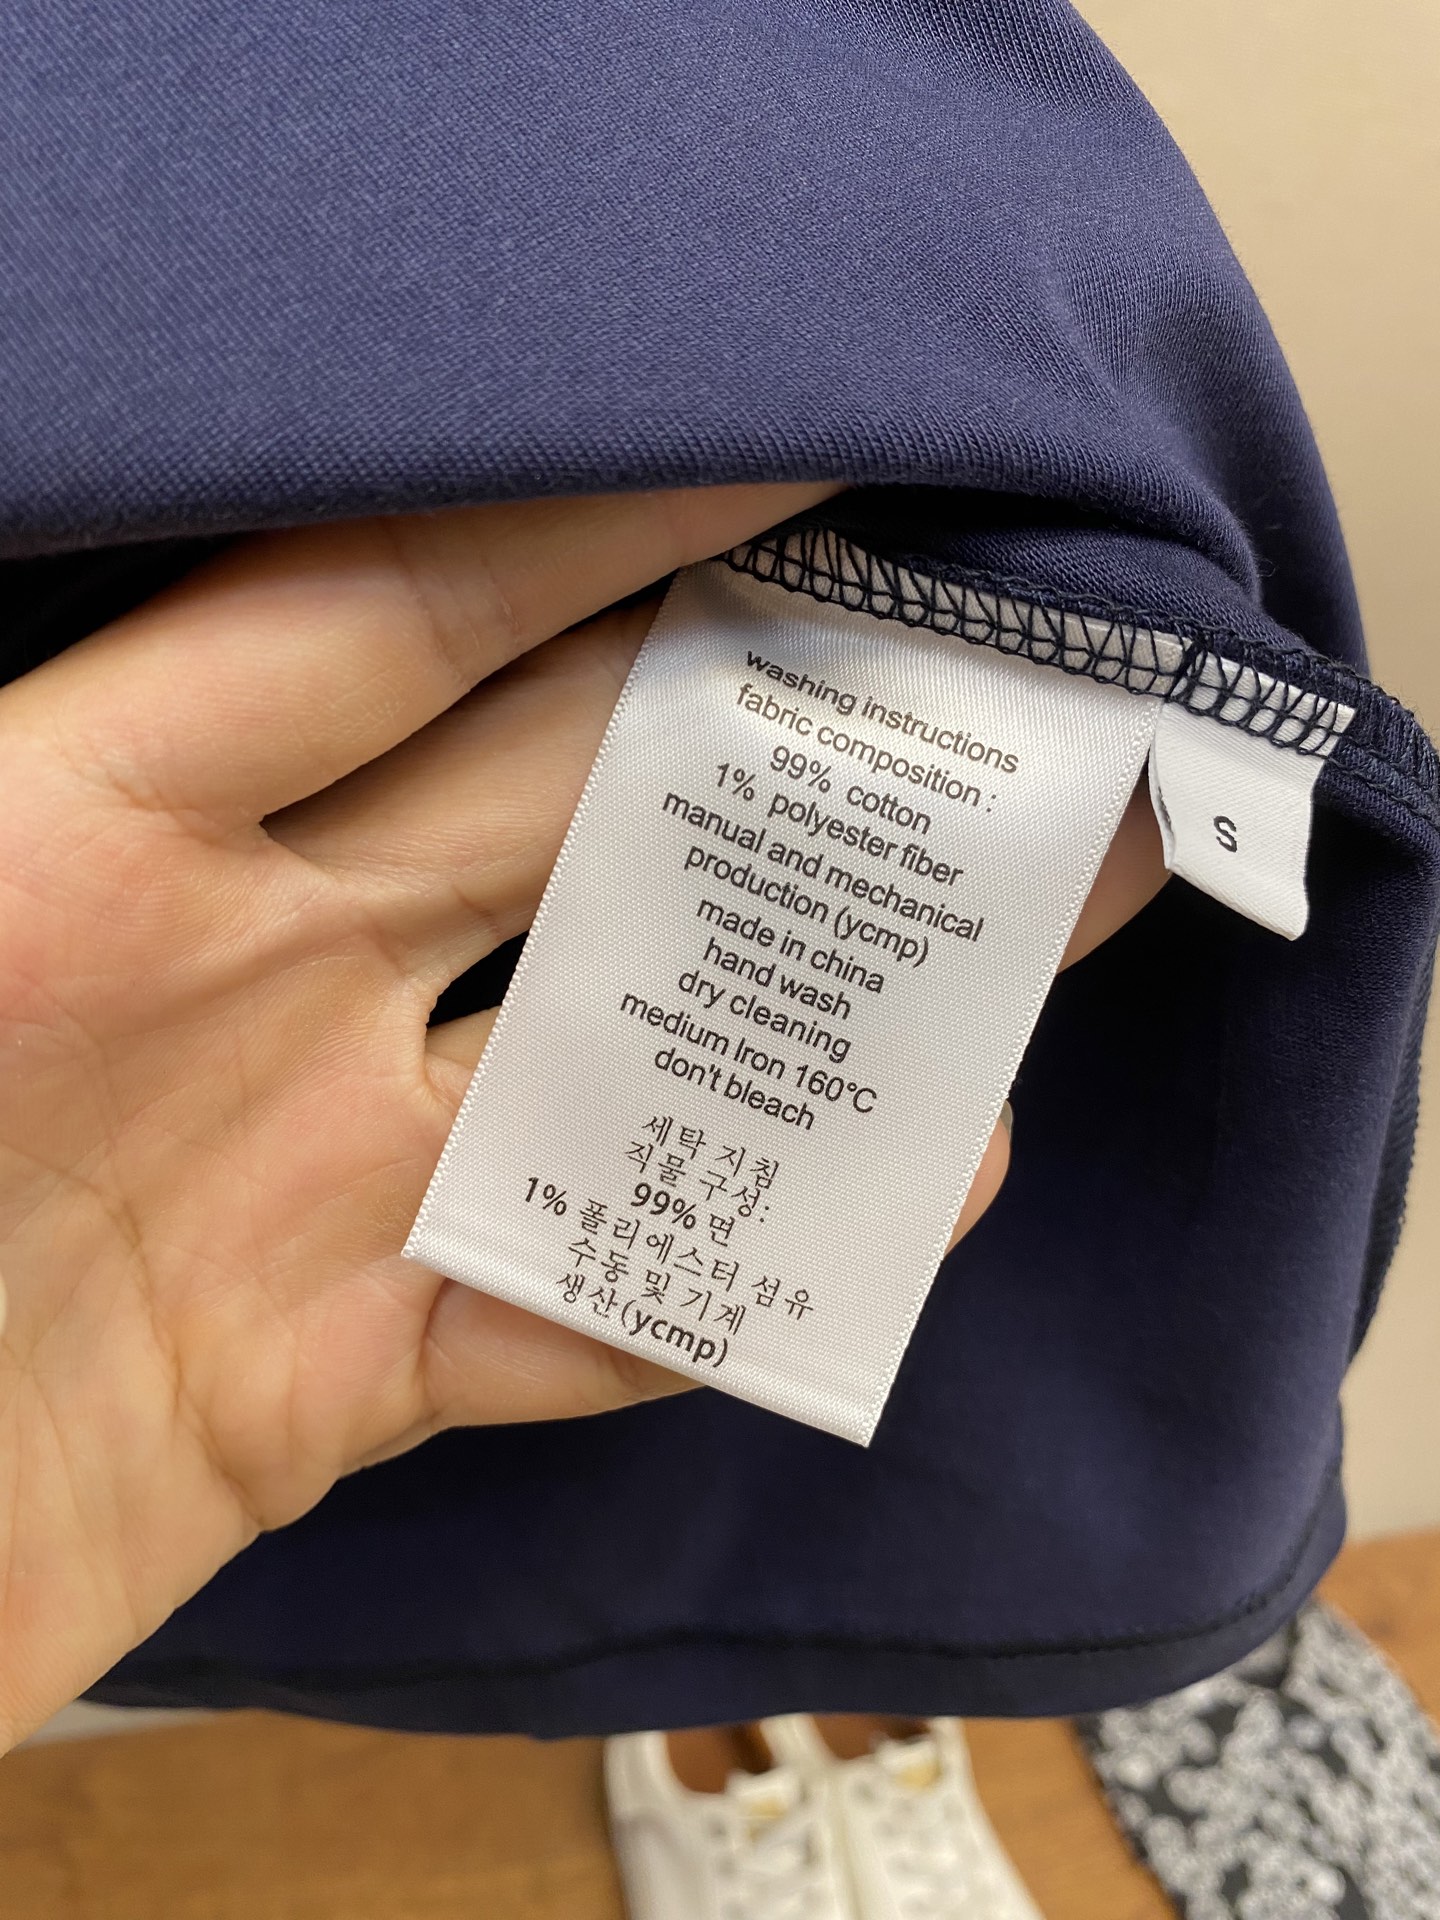 washing instructions
fabric composition :
99% cotton
1% polyester fiber
manual and mechanical
production (ycmp)
made in china
hand wash
dry cleaning
medium Iron 160°C
don't bleach
세탁 지침
직물 구성:
99% 면
1% 폴리에스터 섬유
수동 및 기계
생산(ycmp)
S